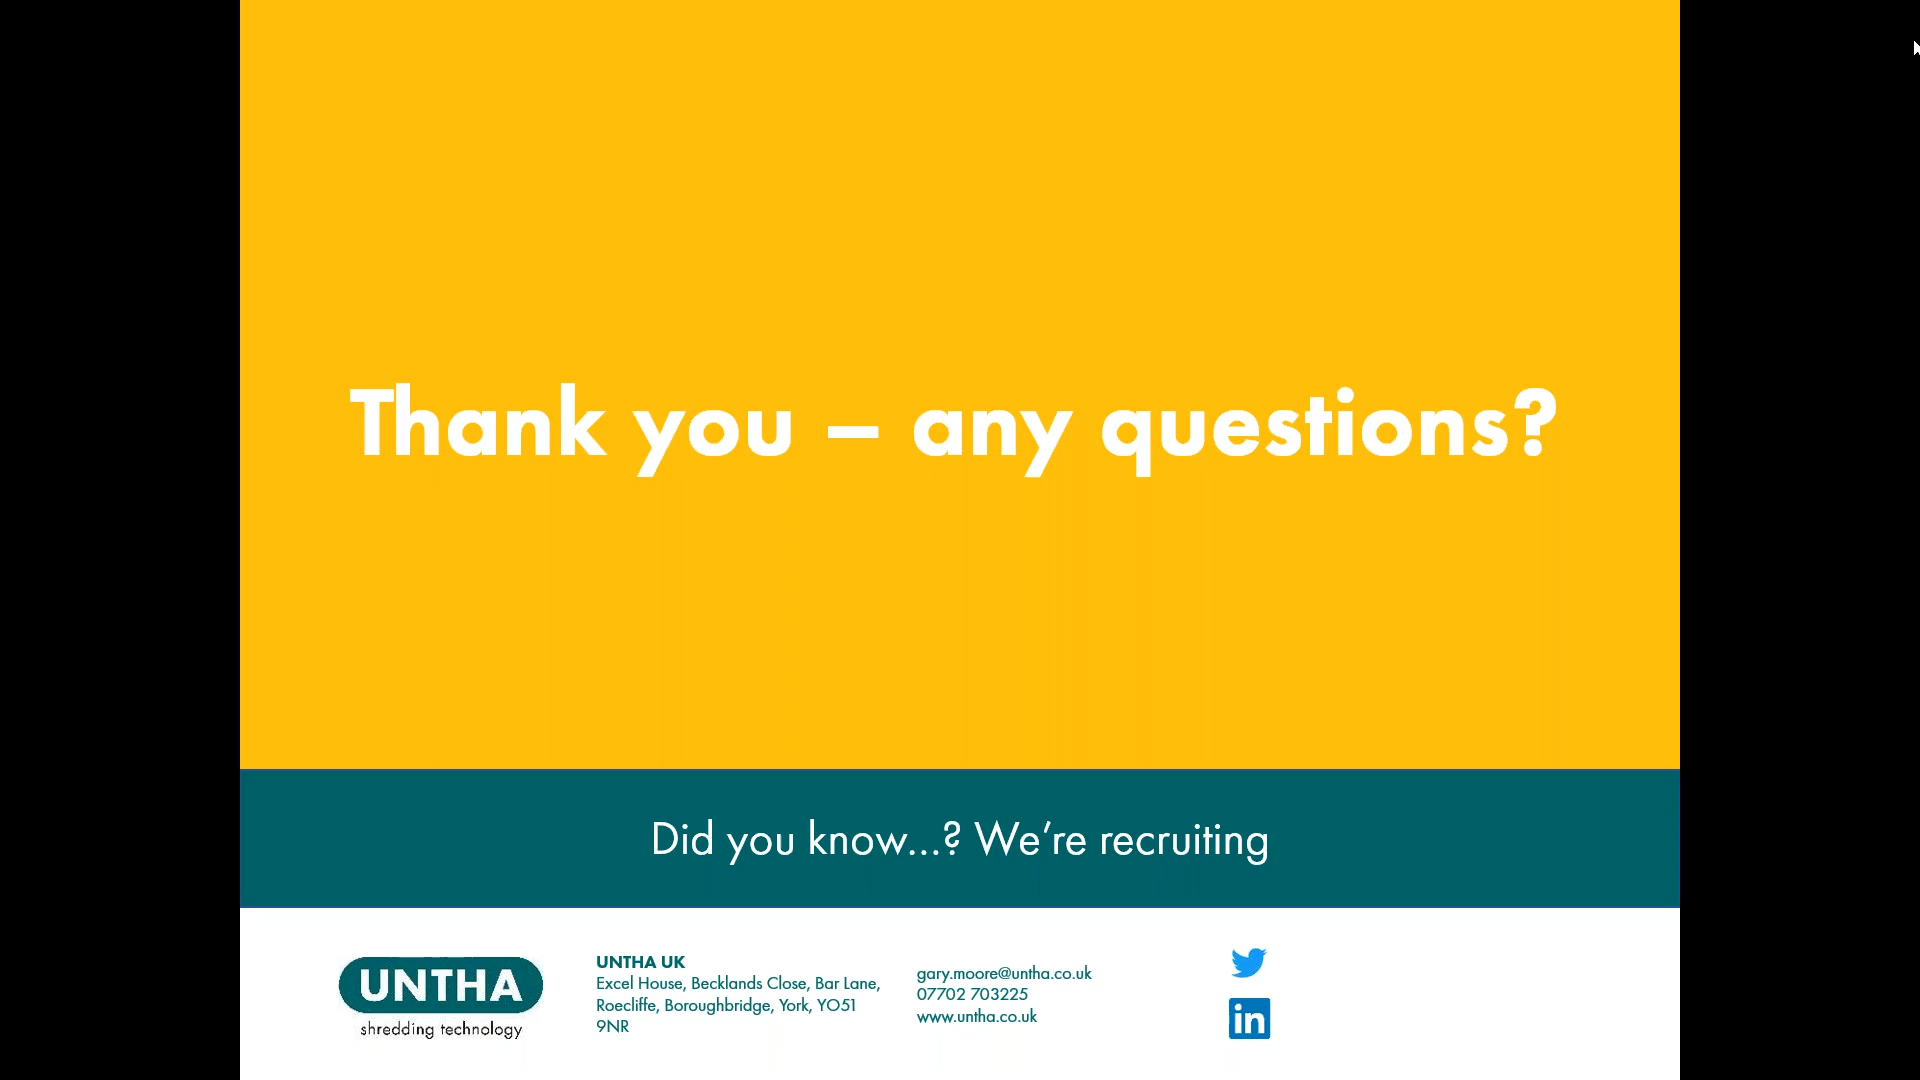 Thank you – any questions?
Did you know...? We’re recruiting
UNTHA
shredding technology
UNTHA UK
Excel House, Becklands Close, Bar Lane,
Roecliffe, Boroughbridge, York, YO51
9NR
gary.moore@untha.co.uk
07702 703225
www.untha.co.uk
in